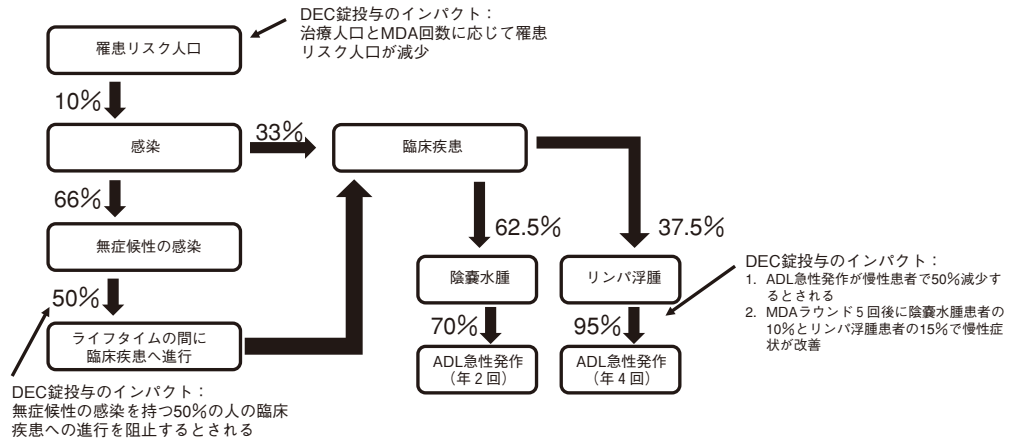 DEC錠投与のインパクト：
治療人口とMDA回数に応じて罹患
リスク人口が減少
罹患リスク人口
10％
感染
33％
臨床疾患
66％
無症候性の感染
62.5％
37.5％
50％
陰嚢水腫
リンパ浮腫
DEC錠投与のインパクト：
1. ADL急性発作が慢性患者で50％減少す
るとされる
2. MDAラウンド５回後に陰嚢水腫患者の
10％とリンパ浮腫患者の15％で慢性症
状が改善
ライフタイムの間に
臨床疾患へ進行
70％
95％
ADL急性発作
（年２回）
ADL急性発作
（年４回）
DEC錠投与のインパクト：
無症候性の感染を持つ50％の人の臨床
疾患への進行を阻止するとされる